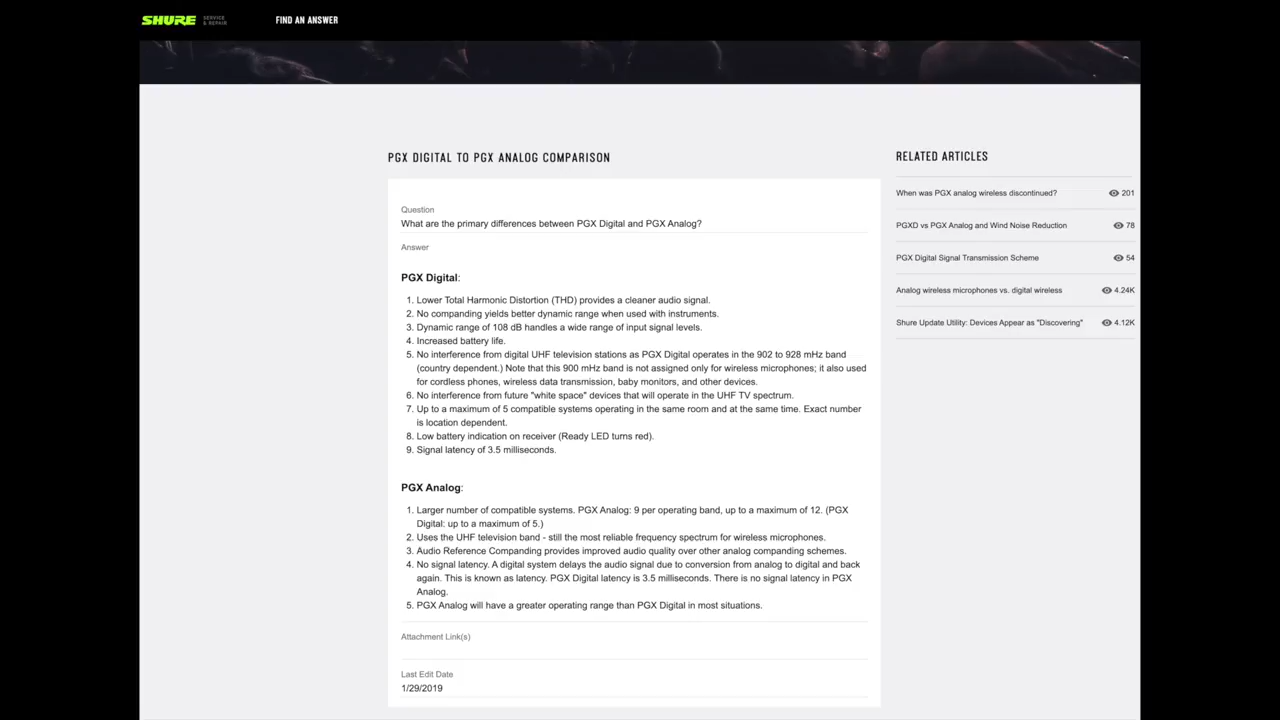 SHURE SERVICE
& REPAIR
FIND AN ANSWER
PGX DIGITAL TO PGX ANALOG COMPARISON
Question
What are the primary differences between PGX Digital and PGX Analog?
Answer
PGX Digital:
1. Lower Total Harmonic Distortion (THD) provides a cleaner audio signal.
2. No companding yields better dynamic range when used with instruments.
3. Dynamic range of 108 dB handles a wide range of input signal levels.
4. Increased battery life.
5. No interference from digital UHF television stations as PGX Digital operates in the 902 to 928 mHz band
(country dependent.) Note that this 900 mHz band is not assigned only for wireless microphones; it also used
for cordless phones, wireless data transmission, baby monitors, and other devices.
6. No interference from future "white space" devices that will operate in the UHF TV spectrum.
7. Up to a maximum of 5 compatible systems operating in the same room and at the same time. Exact number
is location dependent.
8. Low battery indication on receiver (Ready LED turns red).
9. Signal latency of 3.5 milliseconds.
PGX Analog:
1. Larger number of compatible systems. PGX Analog: 9 per operating band, up to a maximum of 12. (PGX
Digital: up to a maximum of 5.)
2. Uses the UHF television band - still the most reliable frequency spectrum for wireless microphones.
3. Audio Reference Companding provides improved audio quality over other analog companding schemes.
4. No signal latency. A digital system delays the audio signal due to conversion from analog to digital and back
again. This is known as latency. PGX Digital latency is 3.5 milliseconds. There is no signal latency in PGX
Analog.
5. PGX Analog will have a greater operating range than PGX Digital in most situations.
Attachment Link(s)
Last Edit Date
1/29/2019
RELATED ARTICLES
When was PGX analog wireless discontinued? 201
PGXD vs PGX Analog and Wind Noise Reduction 78
PGX Digital Signal Transmission Scheme 54
Analog wireless microphones vs. digital wireless 4.24K
Shure Update Utility: Devices Appear as "Discovering" 4.12K